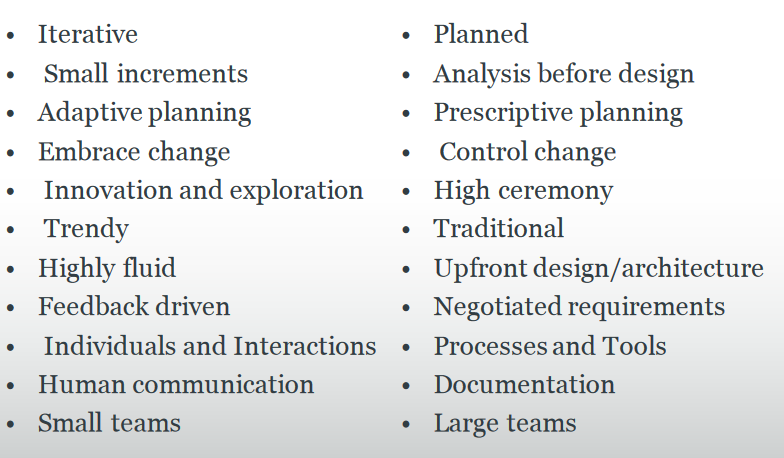 • Iterative
• Small increments
• Adaptive planning
• Embrace change
• Innovation and exploration
• Trendy
• Highly fluid
• Feedback driven
• Individuals and Interactions
• Human communication
• Small teams
• Planned
• Analysis before design
• Prescriptive planning
• Control change
• High ceremony
• Traditional
• Upfront design/architecture
• Negotiated requirements
• Processes and Tools
• Documentation
• Large teams